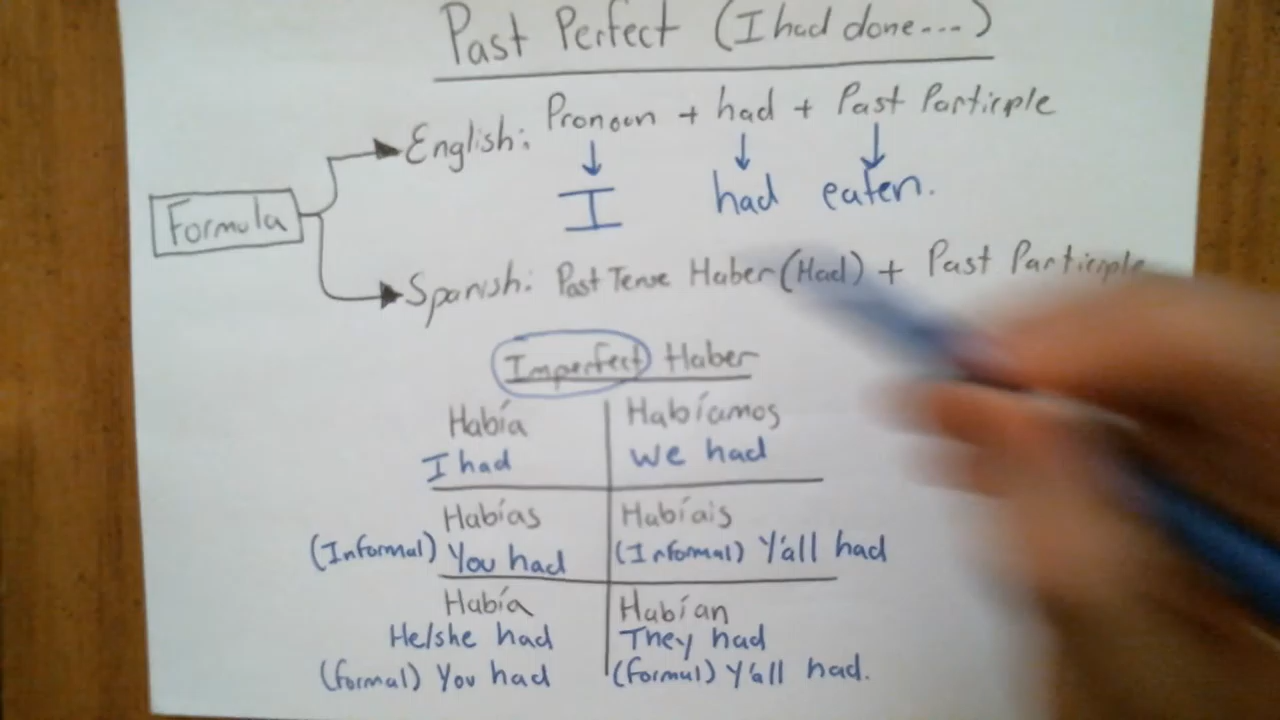 Past Perfect (I had done...)
English: Pronoun + had + Past Participle
I had eaten.
Formula
Spanish: Past Tense Haber (Had) + Past Participle
Imperfect Haber
Había Habíamos
I had We had
Habías Habíais
(Informal) You had (Informal) Y'all had
Había Habían
He/she had They had
(formal) You had (formal) Y'all had.